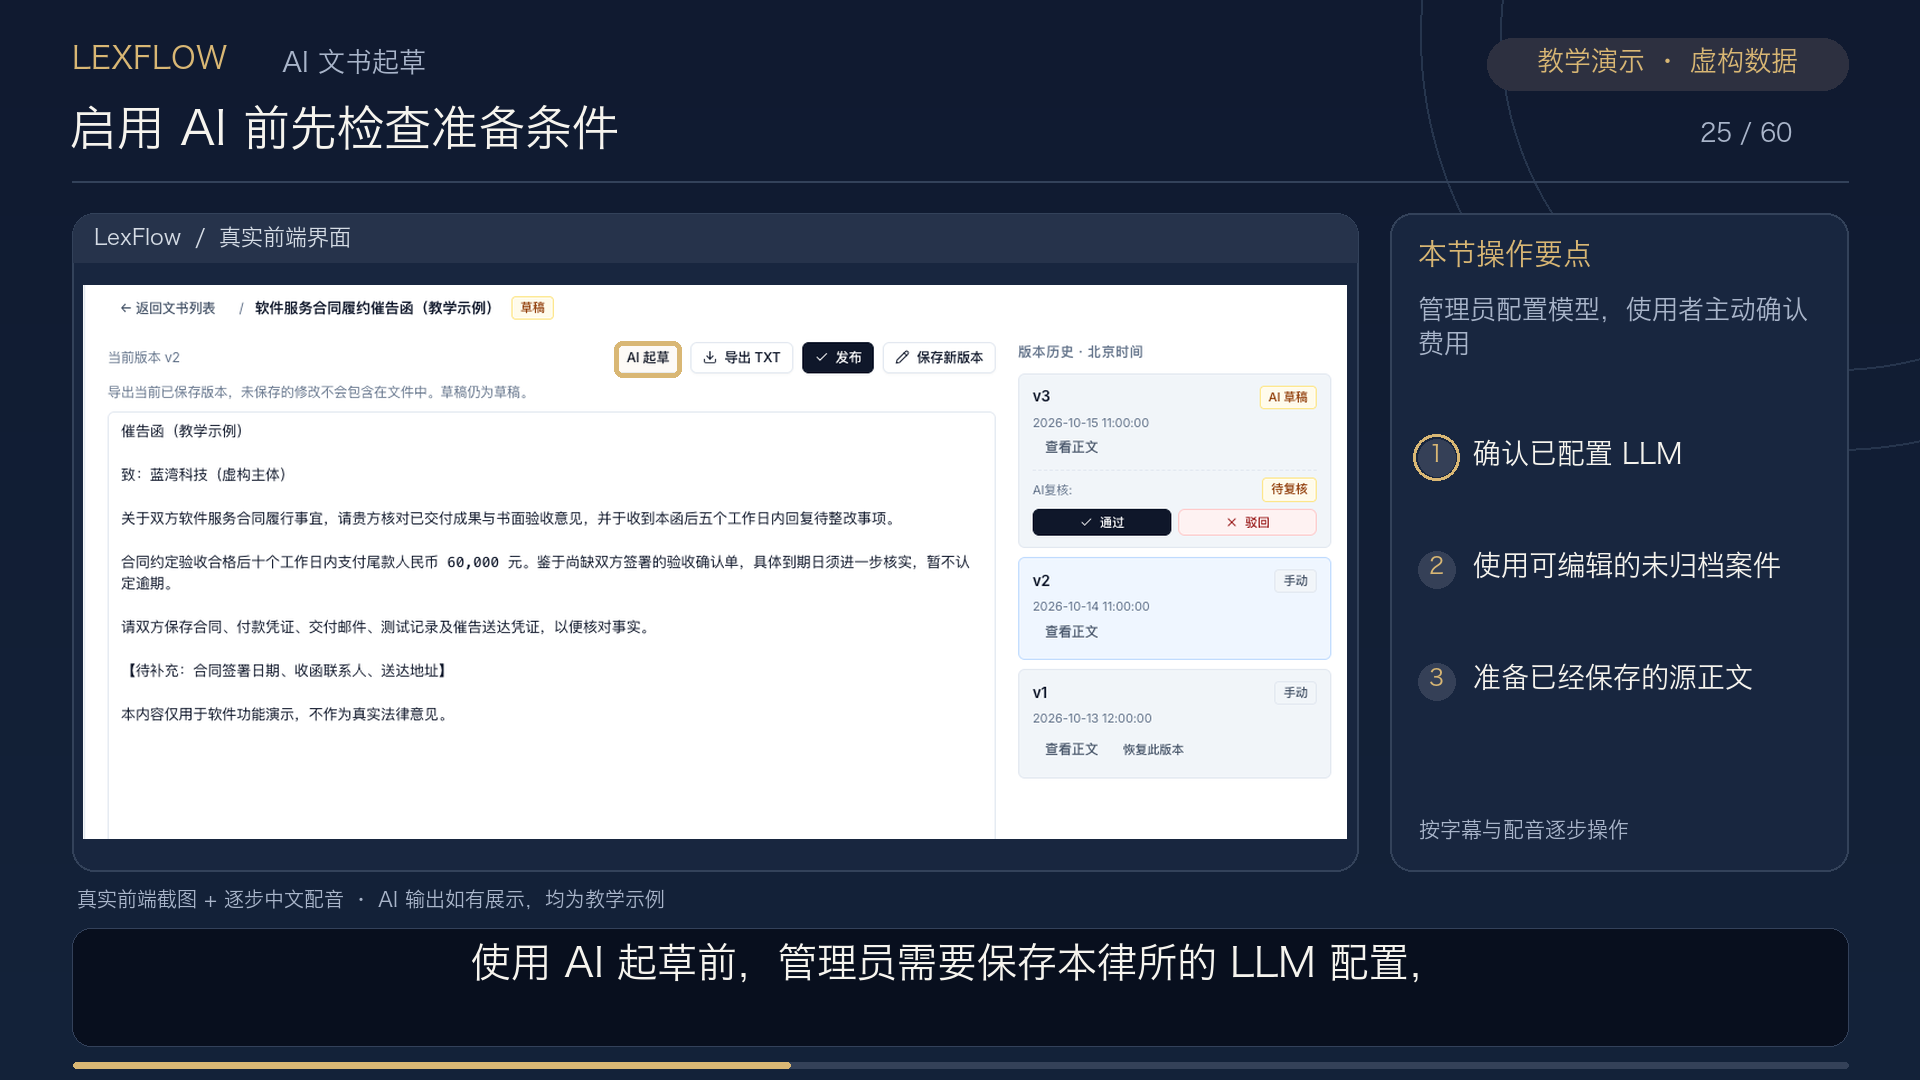 LEXFLOW AI 文书起草
教学演示 · 虚构数据
启用 AI 前先检查准备条件
25 / 60
LexFlow / 真实前端界面
← 返回文书列表 / 软件服务合同履约催告函（教学示例） 草稿
当前版本 v2
AI 起草 导出 TXT 发布 保存新版本
导出当前已保存版本，未保存的修改不会包含在文件中。草稿仍为草稿。
催告函（教学示例）
致：蓝湾科技（虚构主体）
关于双方软件服务合同履行事宜，请贵方核对已交付成果与书面验收意见，并于收到本函后五个工作日内回复待整改事项。
合同约定验收合格后十个工作日内支付尾款人民币 60,000 元。鉴于尚缺双方签署的验收确认单，具体到期日须进一步核实，暂不认
定逾期。
请双方保存合同、付款凭证、交付邮件、测试记录及催告送达凭证，以便核对事实。
【待补充：合同签署日期、收函联系人、送达地址】
本内容仅用于软件功能演示，不作为真实法律意见。
版本历史 · 北京时间
v3 AI 草稿
2026-10-15 11:00:00
查看正文
AI复核: 待复核
通过 驳回
v2 手动
2026-10-14 11:00:00
查看正文
v1 手动
2026-10-13 12:00:00
查看正文 恢复此版本
本节操作要点
管理员配置模型，使用者主动确认
费用
1 确认已配置 LLM
2 使用可编辑的未归档案件
3 准备已经保存的源正文
按字幕与配音逐步操作
真实前端截图 + 逐步中文配音 · AI 输出如有展示，均为教学示例
使用 AI 起草前，管理员需要保存本律所的 LLM 配置，